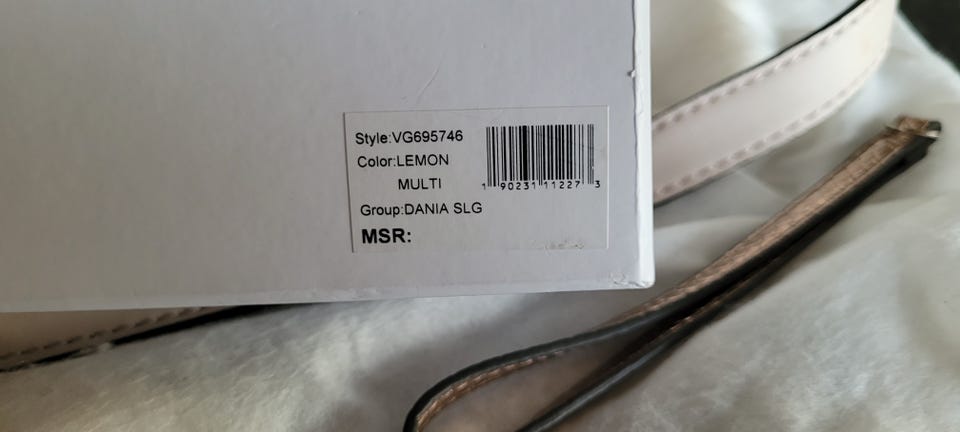 Style:VG695746
Color:LEMON
MULTI
1 90231 11227 3
Group:DANIA SLG
MSR: